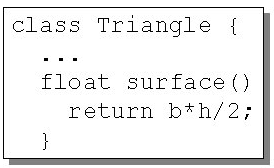 class Triangle {
  ...
  float surface()
    return b*h/2;
  }